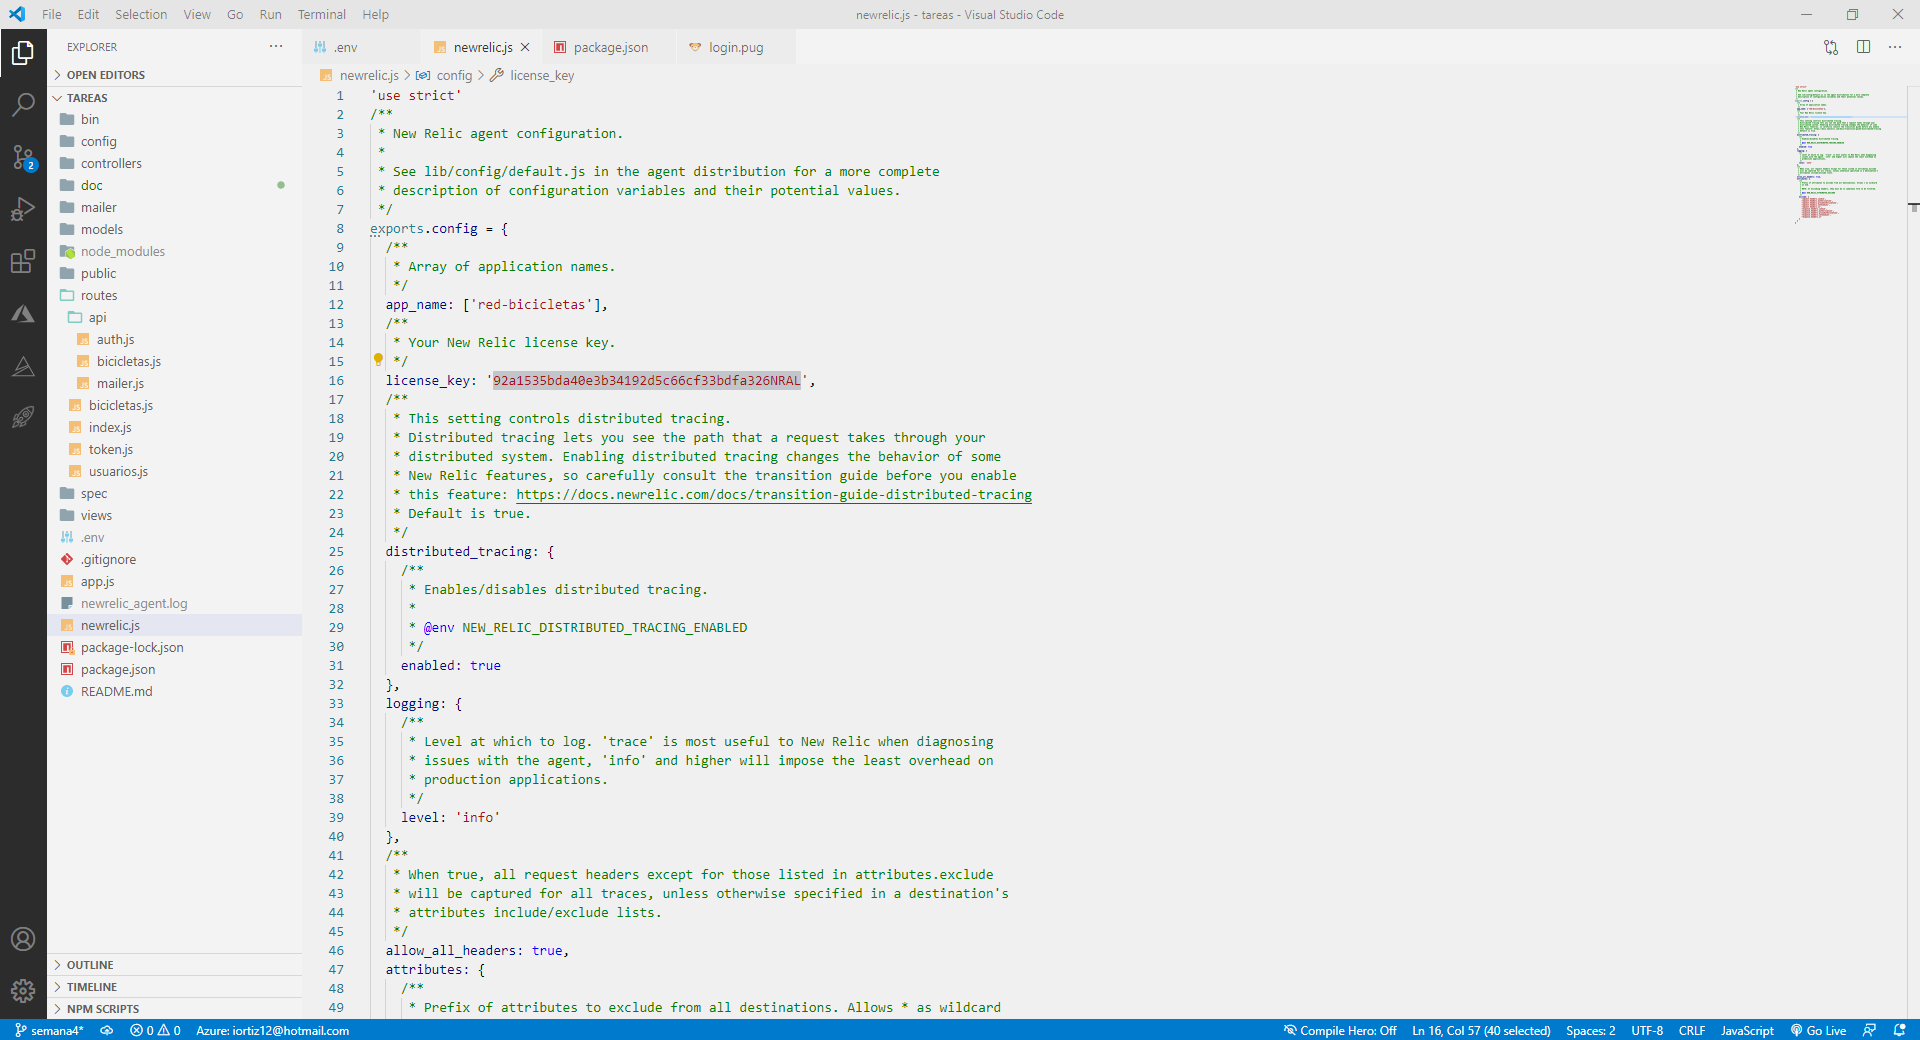 File Edit Selection View Go Run Terminal Help
newrelic.js - tareas - Visual Studio Code
EXPLORER
OPEN EDITORS
TAREAS
bin
config
controllers
doc
mailer
models
node_modules
public
routes
api
auth.js
bicicletas.js
mailer.js
bicicletas.js
index.js
token.js
usuarios.js
spec
views
.env
.gitignore
app.js
newrelic_agent.log
newrelic.js
package-lock.json
package.json
README.md
OUTLINE
TIMELINE
NPM SCRIPTS
2
.env newrelic.js package.json login.pug
newrelic.js > config > license_key
1 'use strict'
2 /**
3 * New Relic agent configuration.
4 *
5 * See lib/config/default.js in the agent distribution for a more complete
6 * description of configuration variables and their potential values.
7 */
8 exports.config = {
9 /**
10 * Array of application names.
11 */
12 app_name: ['red-bicicletas'],
13 /**
14 * Your New Relic license key.
15 */
16 license_key: '92a1535bda40e3b34192d5c66cf33bdfa326NRAL',
17 /**
18 * This setting controls distributed tracing.
19 * Distributed tracing lets you see the path that a request takes through your
20 * distributed system. Enabling distributed tracing changes the behavior of some
21 * New Relic features, so carefully consult the transition guide before you enable
22 * this feature: https://docs.newrelic.com/docs/transition-guide-distributed-tracing
23 * Default is true.
24 */
25 distributed_tracing: {
26 /**
27 * Enables/disables distributed tracing.
28 *
29 * @env NEW_RELIC_DISTRIBUTED_TRACING_ENABLED
30 */
31 enabled: true
32 },
33 logging: {
34 /**
35 * Level at which to log. 'trace' is most useful to New Relic when diagnosing
36 * issues with the agent, 'info' and higher will impose the least overhead on
37 * production applications.
38 */
39 level: 'info'
40 },
41 /**
42 * When true, all request headers except for those listed in attributes.exclude
43 * will be captured for all traces, unless otherwise specified in a destination's
44 * attributes include/exclude lists.
45 */
46 allow_all_headers: true,
47 attributes: {
48 /**
49 * Prefix of attributes to exclude from all destinations. Allows * as wildcard
semana4* 0 0 Azure: iortiz12@hotmail.com Compile Hero: Off Ln 16, Col 57 (40 selected) Spaces: 2 UTF-8 CRLF JavaScript Go Live